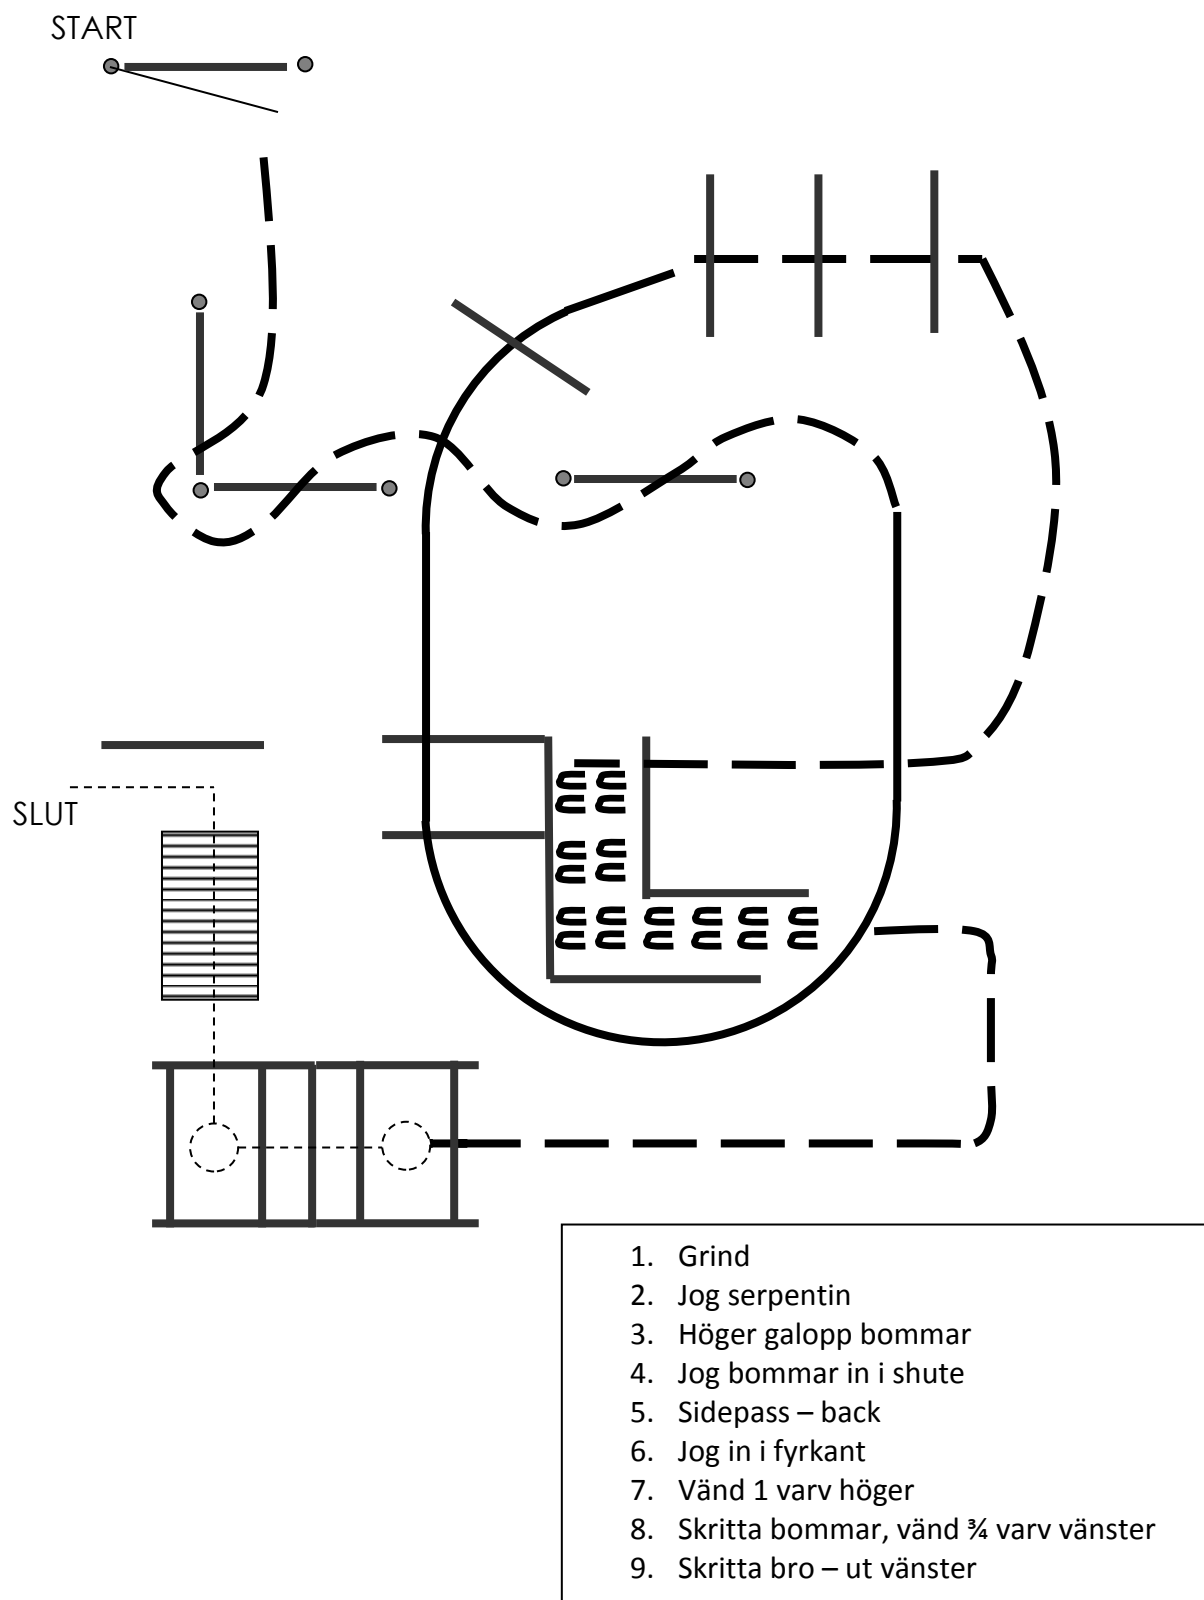 START
SLUT
1. Grind
2. Jog serpentin
3. Höger galopp bommar
4. Jog bommar in i shute
5. Sidepass – back
6. Jog in i fyrkant
7. Vänd 1 varv höger
8. Skritta bommar, vänd ¾ varv vänster
9. Skritta bro – ut vänster